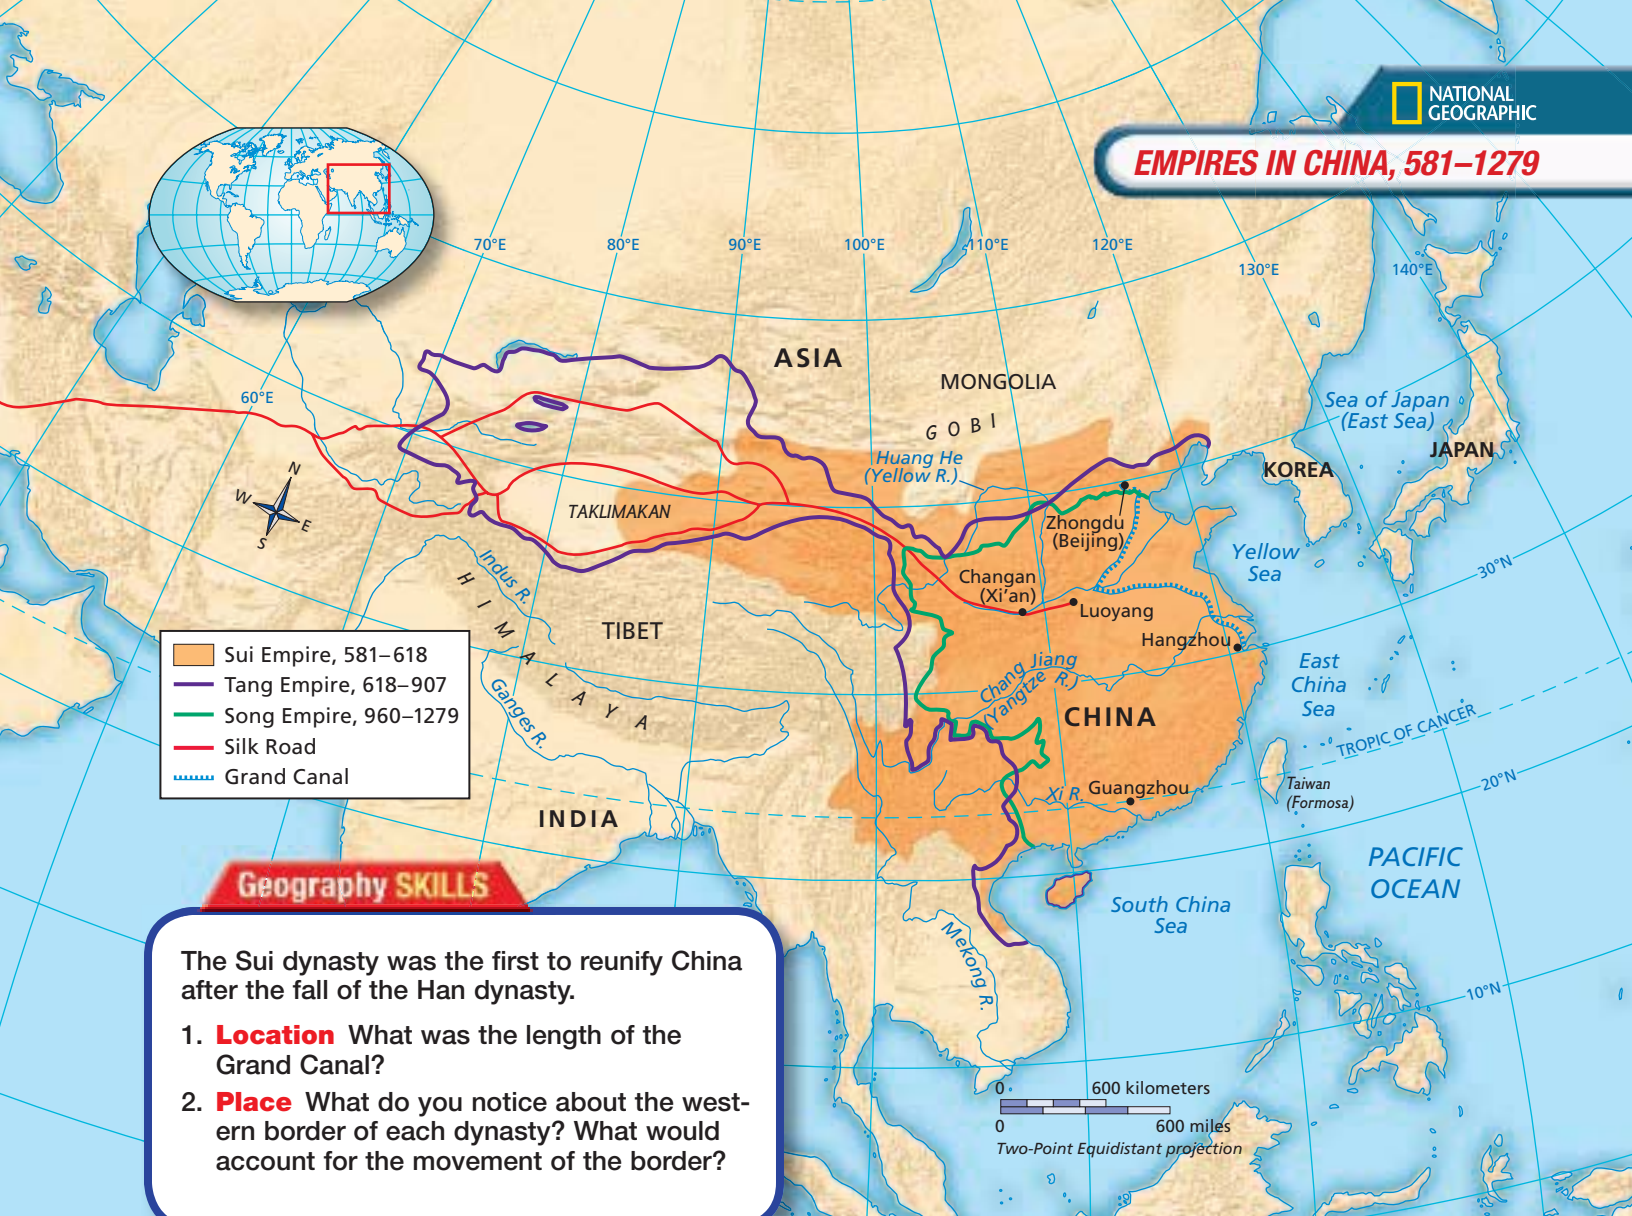 NATIONAL
GEOGRAPHIC
EMPIRES IN CHINA, 581–1279
70°E
80°E
90°E
100°E
110°E
120°E
130°E
140°E
60°E
ASIA
MONGOLIA
GOBI
Huang He
(Yellow R.)
Sea of Japan
(East Sea)
JAPAN
KOREA
N
W
E
S
TAKLIMAKAN
Zhongdu
(Beijing)
Yellow
Sea
30°N
Indus R.
HIMALAYA
Changan
(Xi’an)
Luoyang
TIBET
Hangzhou
Chang Jiang
(Yangtze R.)
East
China
Sea
Ganges R.
CHINA
TROPIC OF CANCER
20°N
Sui Empire, 581–618
Tang Empire, 618–907
Song Empire, 960–1279
Silk Road
Grand Canal
Xi R.
Guangzhou
Taiwan
(Formosa)
INDIA
PACIFIC
OCEAN
South China
Sea
Mekong R.
10°N
Geography SKILLS
The Sui dynasty was the first to reunify China
after the fall of the Han dynasty.
1. Location What was the length of the
Grand Canal?
2. Place What do you notice about the west-
ern border of each dynasty? What would
account for the movement of the border?
0
600 kilometers
0
600 miles
Two-Point Equidistant projection